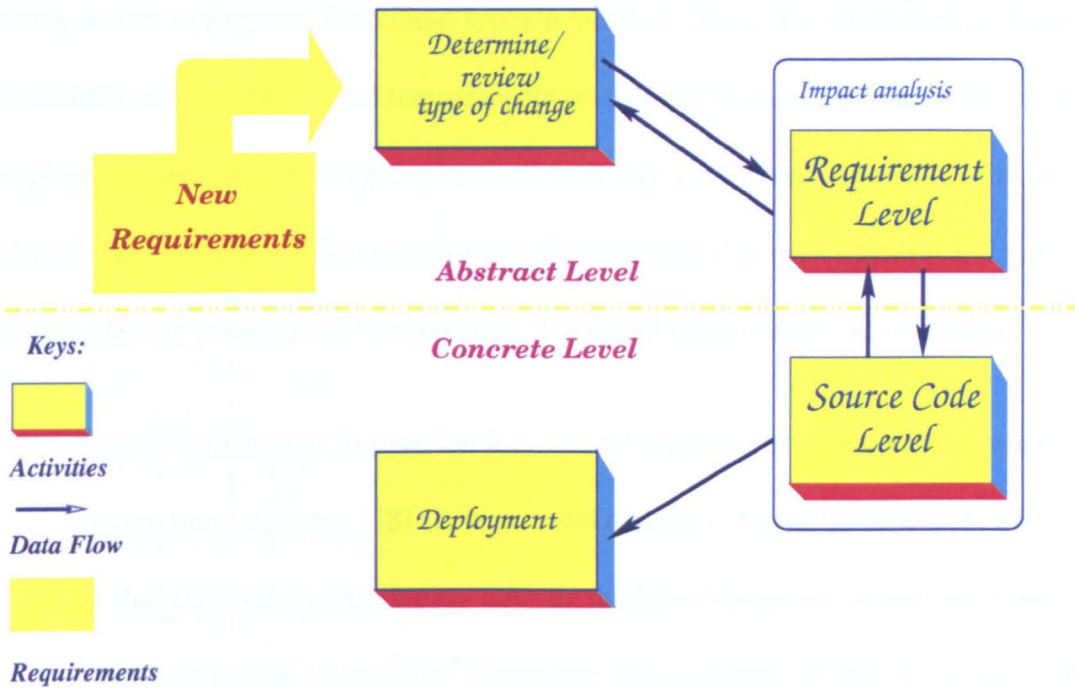 Determine/
review
type of change
Impact analysis
Requirement
Level
New
Requirements
Abstract Level
Concrete Level
Keys:
Source Code
Level
Activities
Deployment
Data Flow
Requirements